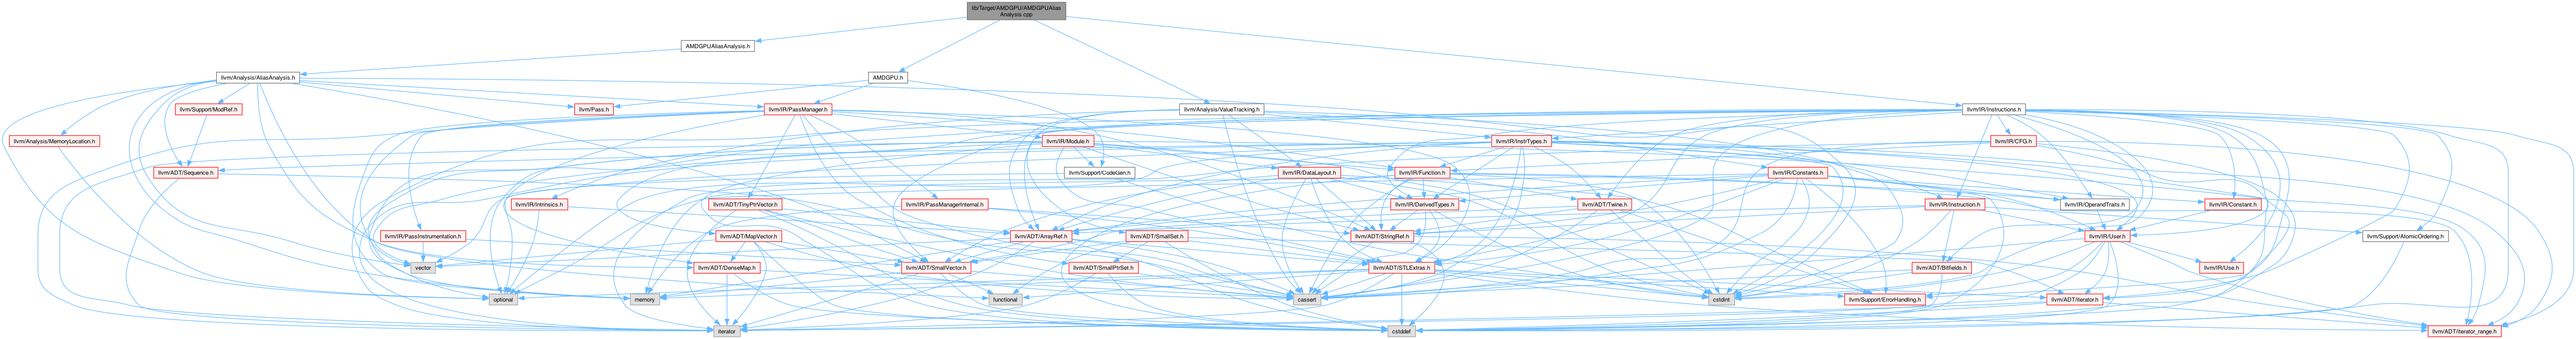 lib/Target/AMDGPU/AMDGPUAlias
Analysis.cpp
AMDGPUAliasAnalysis.h
llvm/Analysis/AliasAnalysis.h
AMDGPU.h
llvm/Support/ModRef.h
llvm/Pass.h
llvm/IR/PassManager.h
llvm/Analysis/ValueTracking.h
llvm/IR/Instructions.h
llvm/Analysis/MemoryLocation.h
llvm/IR/Module.h
llvm/IR/InstrTypes.h
llvm/IR/CFG.h
llvm/ADT/Sequence.h
llvm/Support/CodeGen.h
llvm/IR/DataLayout.h
llvm/IR/Function.h
llvm/IR/Constants.h
llvm/IR/Intrinsics.h
llvm/ADT/TinyPtrVector.h
llvm/IR/PassManagerInternal.h
llvm/IR/DerivedTypes.h
llvm/ADT/Twine.h
llvm/IR/Instruction.h
llvm/IR/OperandTraits.h
llvm/IR/Constant.h
llvm/IR/PassInstrumentation.h
llvm/ADT/MapVector.h
llvm/ADT/ArrayRef.h
llvm/ADT/SmallSet.h
llvm/ADT/StringRef.h
llvm/IR/User.h
llvm/Support/AtomicOrdering.h
vector
llvm/ADT/DenseMap.h
llvm/ADT/SmallVector.h
llvm/ADT/SmallPtrSet.h
llvm/ADT/STLExtras.h
llvm/ADT/Bitfields.h
llvm/IR/Use.h
optional
memory
functional
cassert
cstdint
llvm/Support/ErrorHandling.h
llvm/ADT/iterator.h
iterator
cstddef
llvm/ADT/iterator_range.h